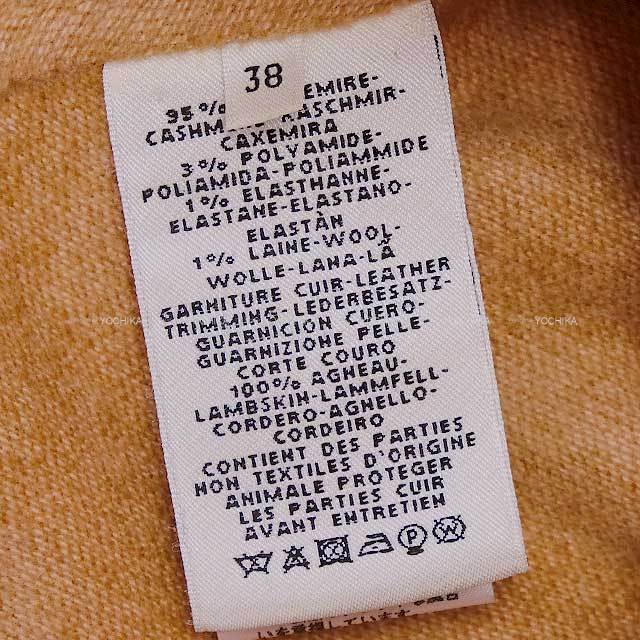 38
95% EMIRE-
CASHM KASCHMIR-
CAXEMIRA
3% POLYAMIDE-
POLIAMIDA-POLIAMMIDE
1% ELASTHANNE-
ELASTANE-ELASTANO-
ELASTÀN
1% LAINE-WOOL-
WOLLE-LANA-LÃ
GARNITURE CUIR-LEATHER
TRIMMING-LEDERBESATZ-
GUARNICION CUERO-
GUARNIZIONE PELLE-
CORTE COURO
100% AGNEAU-
LAMBSKIN-LAMMFELL-
CORDERO-AGNELLO-
CORDEIRO
CONTIENT DES PARTIES
NON TEXTILES D'ORIGINE
ANIMALE PROTEGER
LES PARTIES CUIR
AVANT ENTRETIEN
P W
YOCHIKA
YOCHIKA